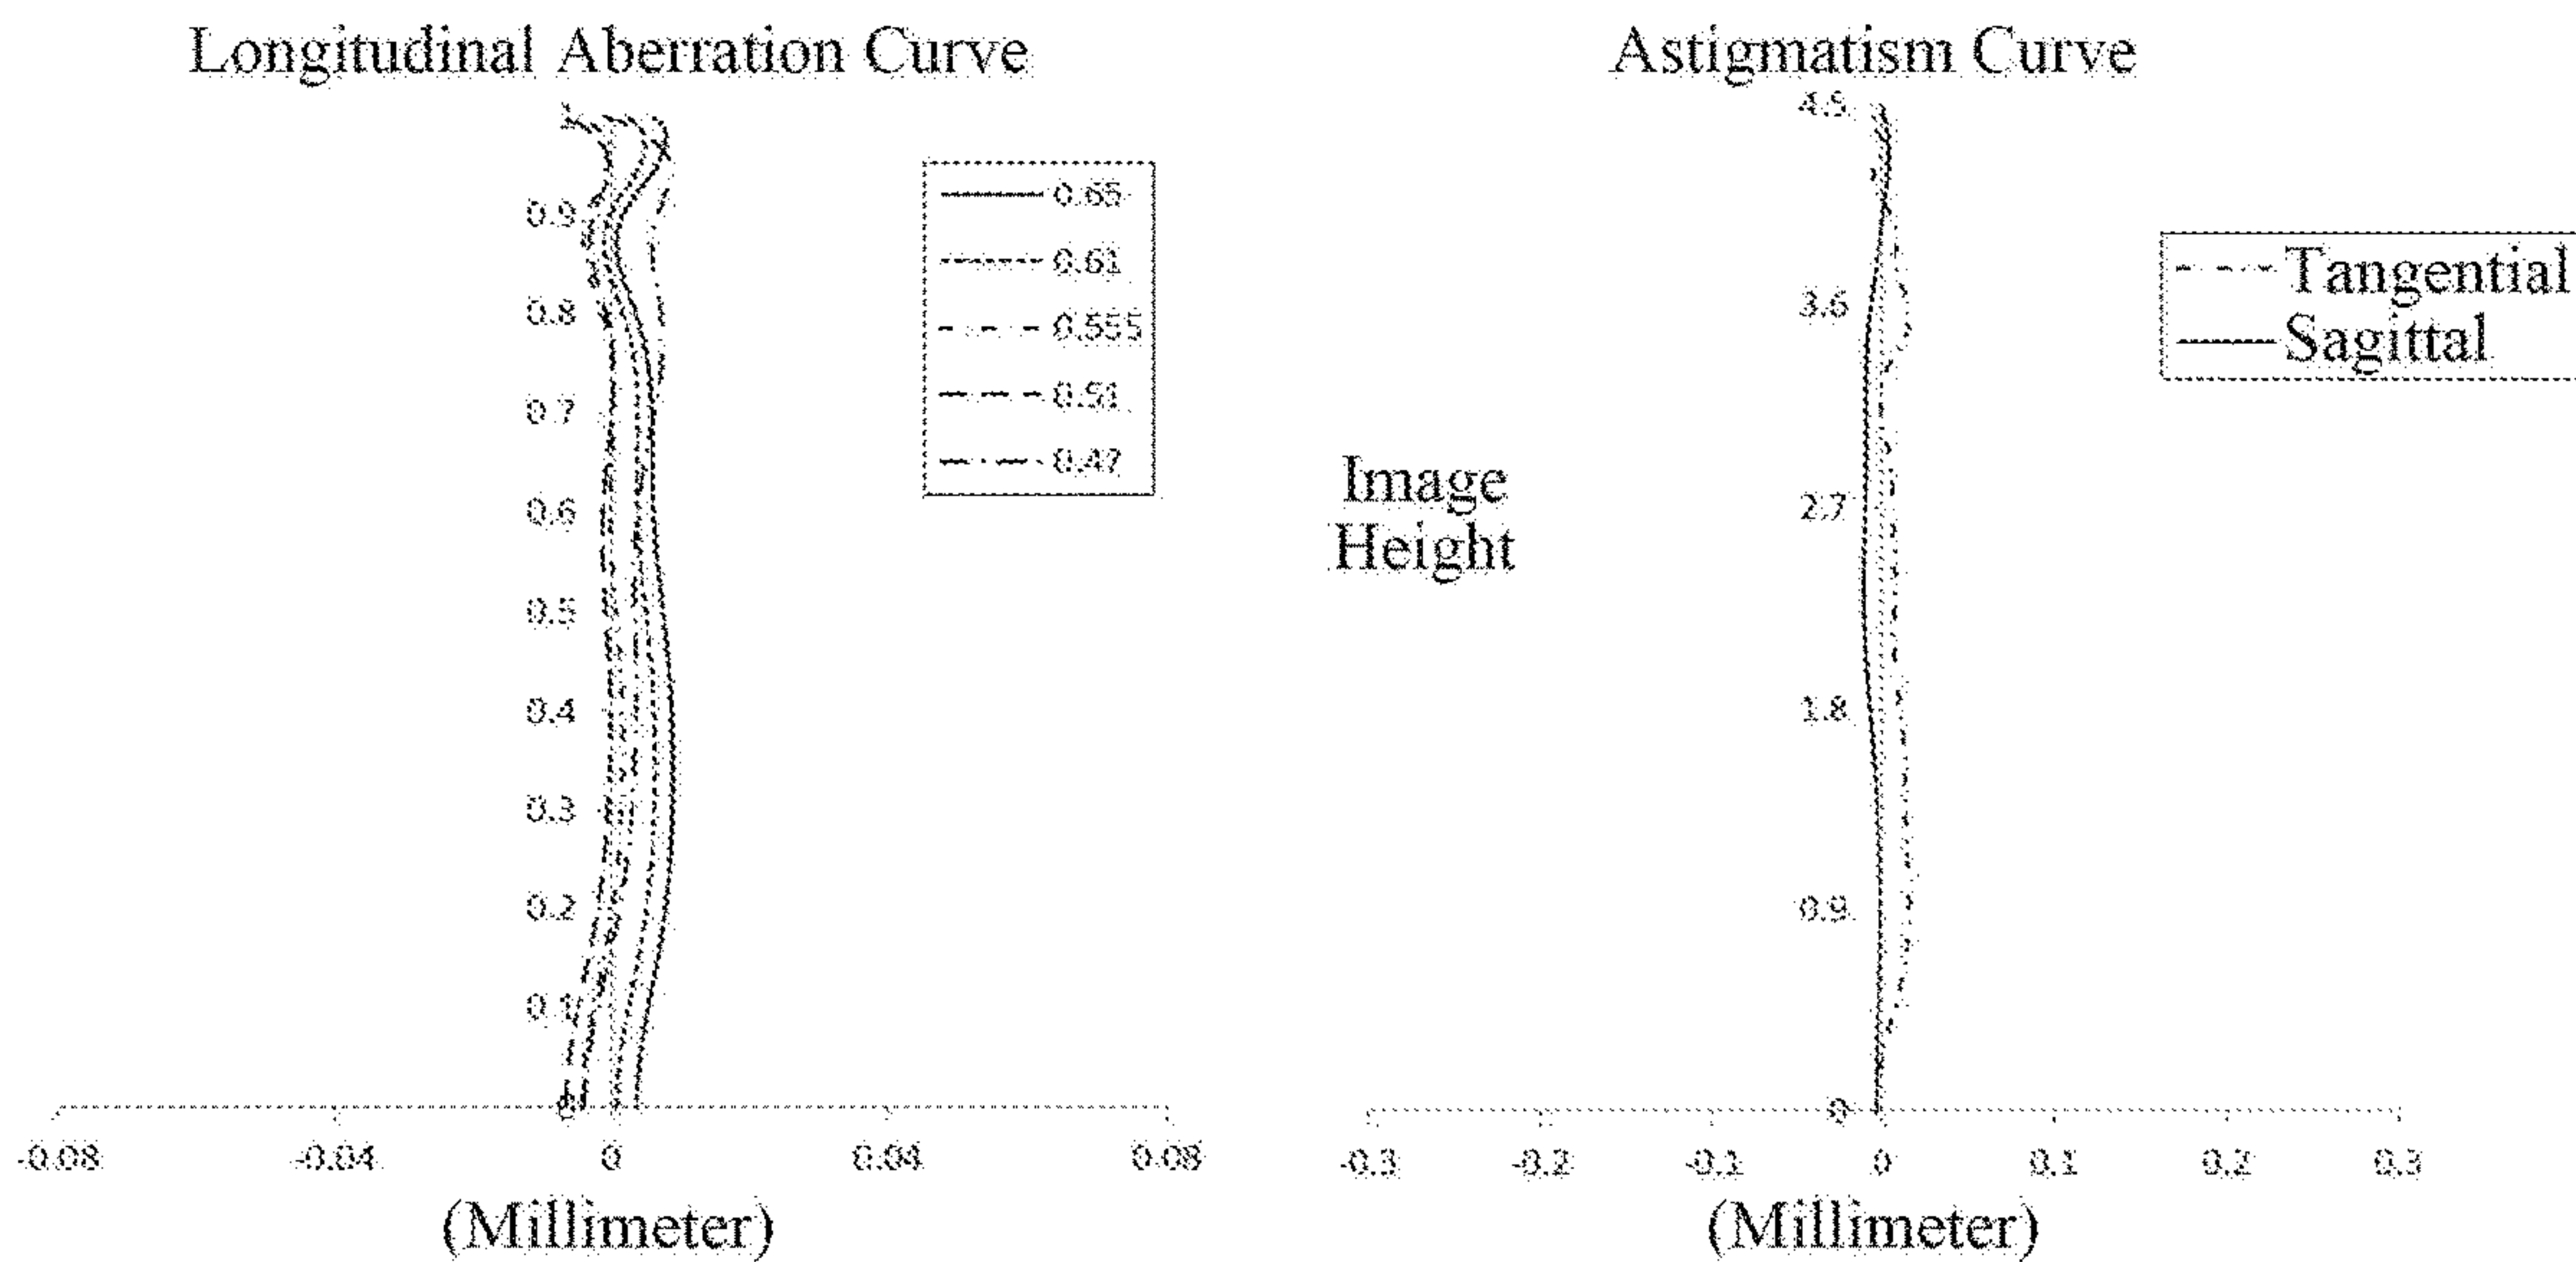 Longitudinal Aberration Curve
1
0.9
0.8
0.7
0.6
0.5
0.4
0.3
0.2
0.1
0
-0.08 -0.04 0 0.04 0.08
(Millimeter)
0.65
0.61
0.555
0.51
0.47
Astigmatism Curve
Image
Height
4.5
3.6
2.7
1.8
0.9
0
-0.3 -0.2 -0.1 0 0.1 0.2 0.3
(Millimeter)
Tangential
Sagittal